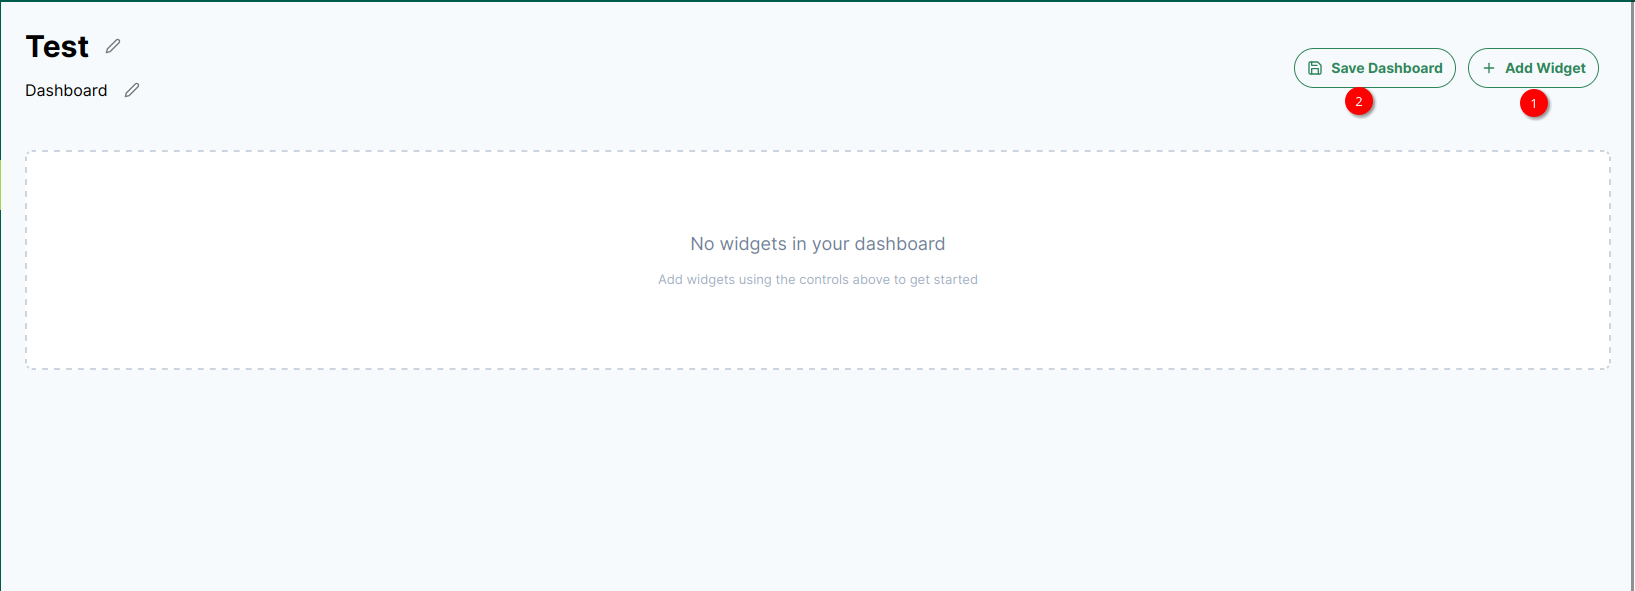 Test
Dashboard
Save Dashboard
Add Widget
2
1
No widgets in your dashboard
Add widgets using the controls above to get started